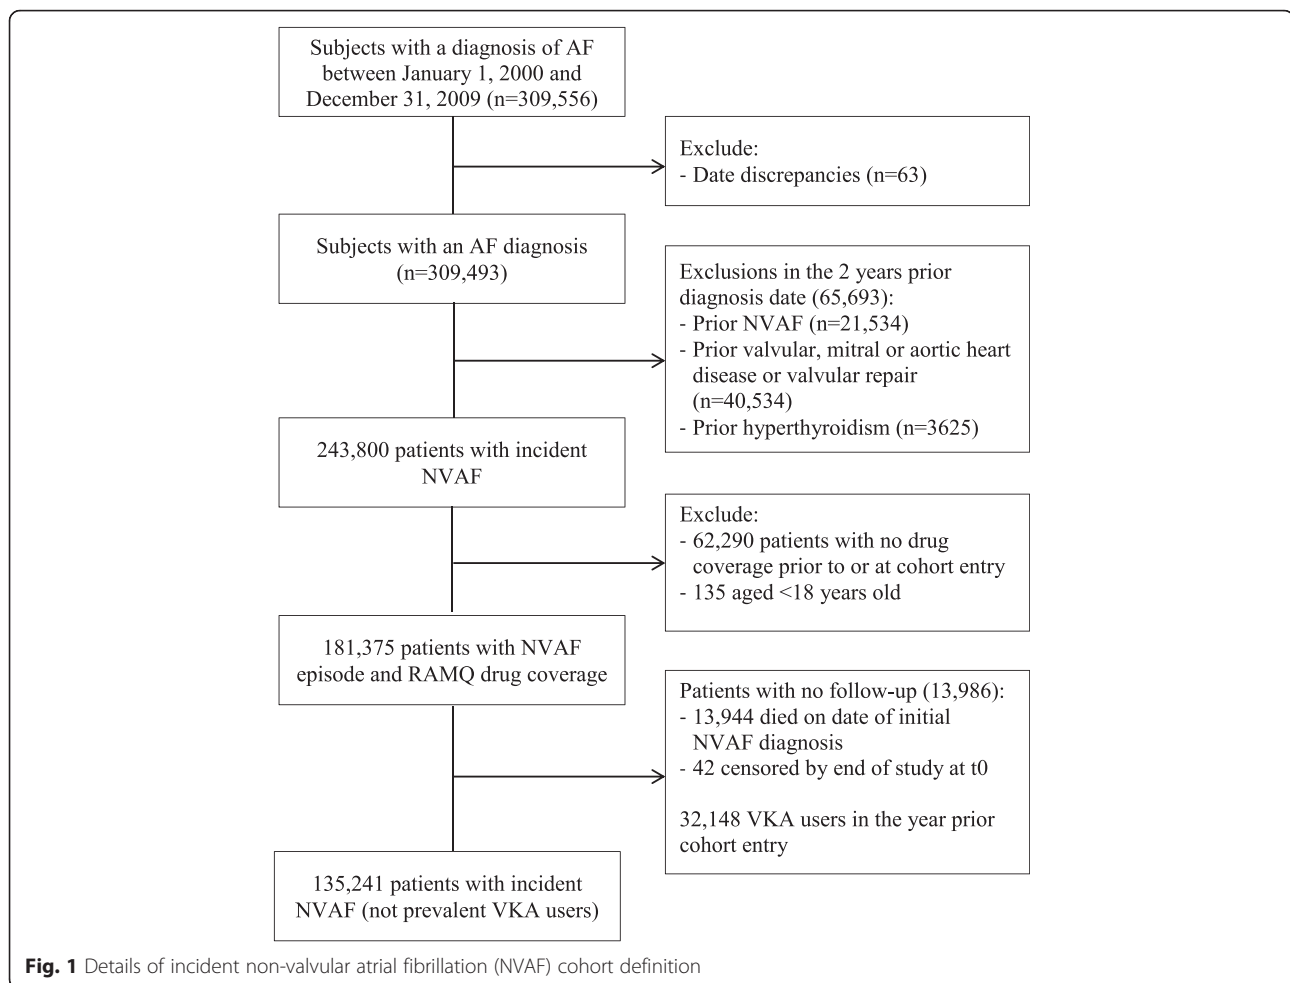 Subjects with a diagnosis of AF
between January 1, 2000 and
December 31, 2009 (n=309,556)
Exclude:
- Date discrepancies (n=63)
Subjects with an AF diagnosis
(n=309,493)
Exclusions in the 2 years prior
diagnosis date (65,693):
- Prior NVAF (n=21,534)
- Prior valvular, mitral or aortic heart
disease or valvular repair
(n=40,534)
- Prior hyperthyroidism (n=3625)
243,800 patients with incident
NVAF
Exclude:
- 62,290 patients with no drug
coverage prior to or at cohort entry
- 135 aged <18 years old
181,375 patients with NVAF
episode and RAMQ drug coverage
Patients with no follow-up (13,986):
- 13,944 died on date of initial
NVAF diagnosis
- 42 censored by end of study at t0
32,148 VKA users in the year prior
cohort entry
135,241 patients with incident
NVAF (not prevalent VKA users)
Fig. 1 Details of incident non-valvular atrial fibrillation (NVAF) cohort definition